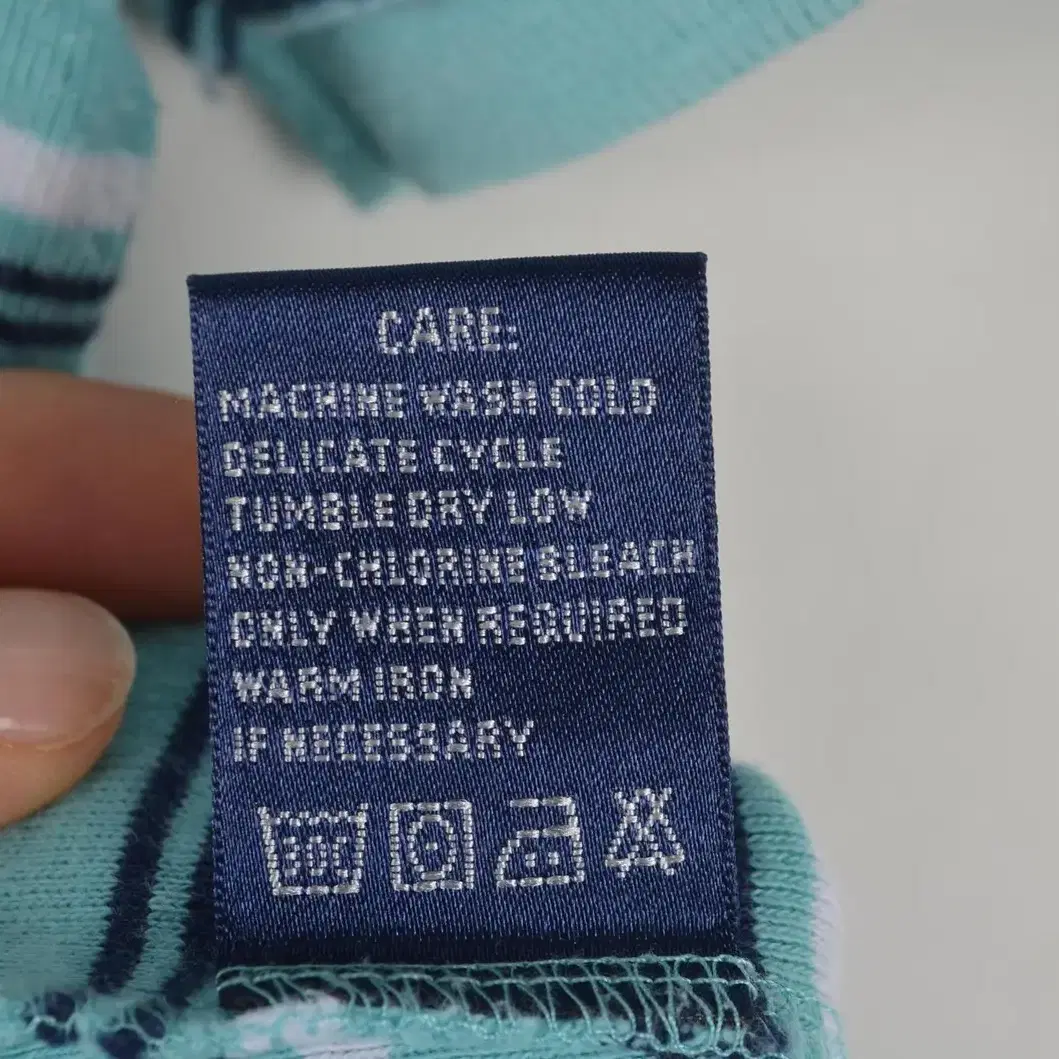 CARE:
MACHINE WASH COLD
DELICATE CYCLE
TUMBLE DRY LOW
NON-CHLORINE BLEACH
ONLY WHEN REQUIRED
WARM IRON
IF NECESSARY